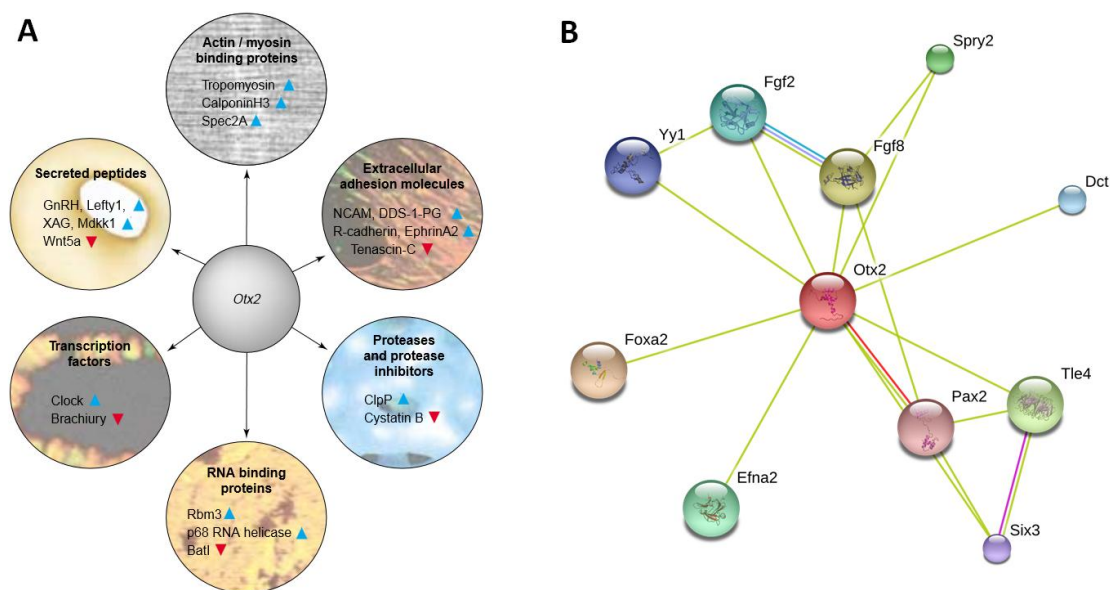 A
Actin / myosin
binding proteins
Tropomyosin
CalponinH3
Spec2A
Secreted peptides
GnRH, Lefty1,
XAG, Mdkk1
Wnt5a
Extracellular
adhesion molecules
NCAM, DDS-1-PG
R-cadherin, EphrinA2
Tenascin-C
Otx2
Transcription
factors
Clock
Brachiury
Proteases
and protease
inhibitors
ClpP
Cystatin B
RNA binding
proteins
Rbm3
p68 RNA helicase
Batl
B
Spry2
Fgf2
Yy1
Fgf8
Dct
Otx2
Foxa2
Tle4
Pax2
Efna2
Six3